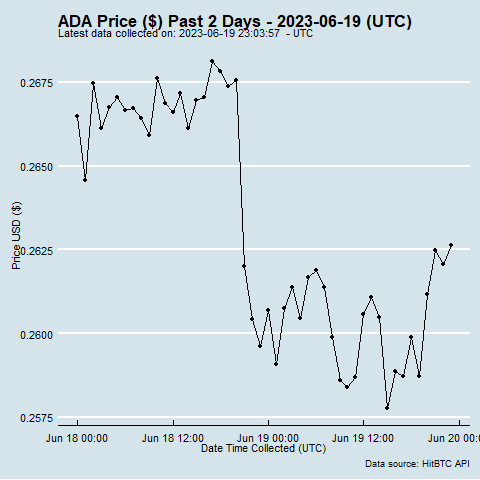 ADA Price ($) Past 2 Days - 2023-06-19 (UTC)
Latest data collected on: 2023-06-19 23:03:57 - UTC
Price USD ($)
0.2675
0.2650
0.2625
0.2600
0.2575
Jun 18 00:00 Jun 18 12:00 Jun 19 00:00 Jun 19 12:00 Jun 20 00:0
Date Time Collected (UTC)
Data source: HitBTC API